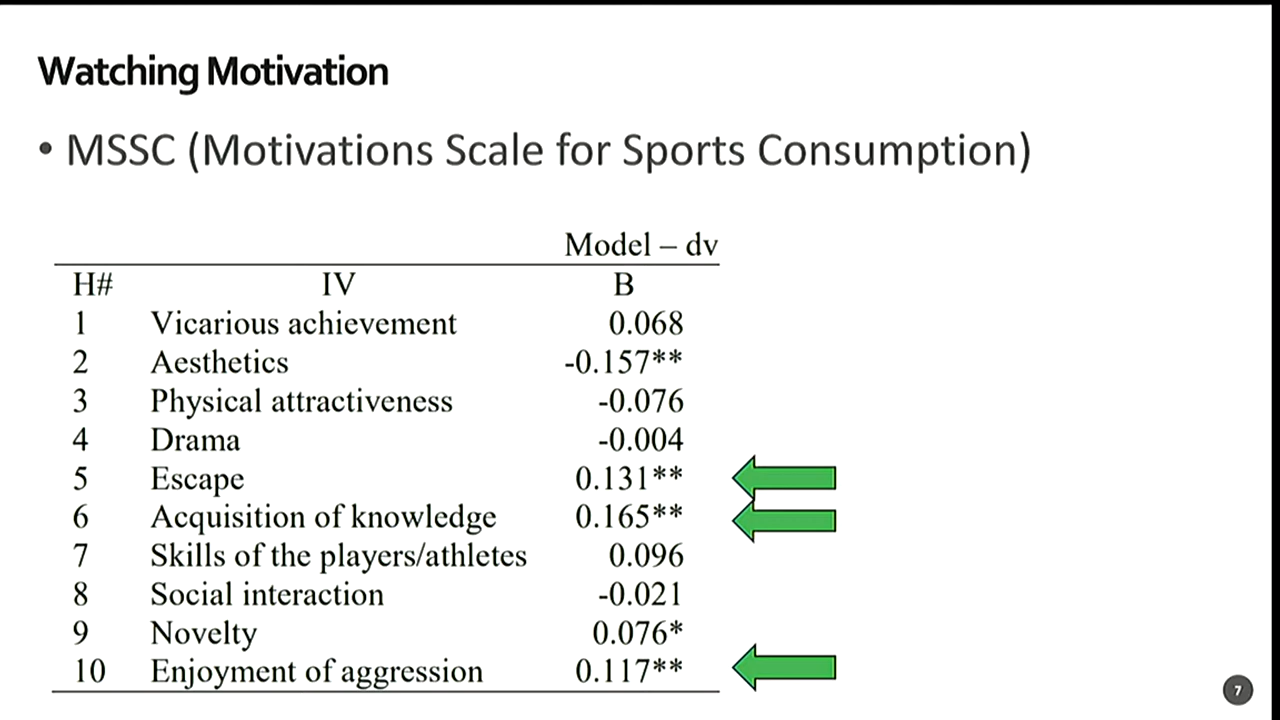 Watching Motivation
• MSSC (Motivations Scale for Sports Consumption)
Model – dv
H# IV B
1 Vicarious achievement 0.068
2 Aesthetics -0.157**
3 Physical attractiveness -0.076
4 Drama -0.004
5 Escape 0.131**
6 Acquisition of knowledge 0.165**
7 Skills of the players/athletes 0.096
8 Social interaction -0.021
9 Novelty 0.076*
10 Enjoyment of aggression 0.117**
7